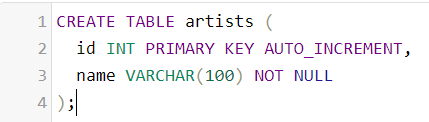 1 CREATE TABLE artists (
2 id INT PRIMARY KEY AUTO_INCREMENT,
3 name VARCHAR(100) NOT NULL
4 );